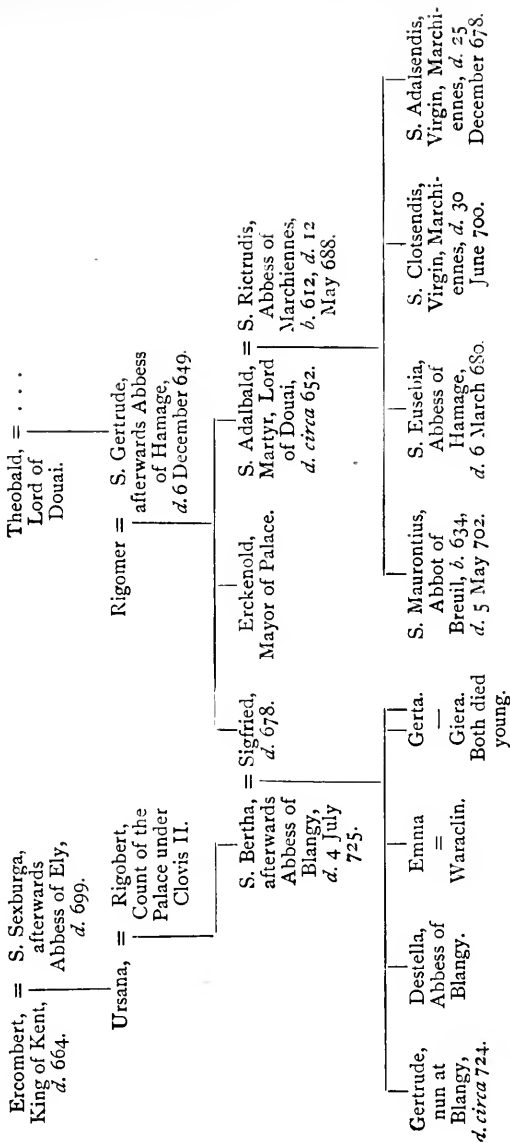 Ercombert, = S. Sexburga,
King of Kent, afterwards
d. 664. Abbess of Ely,
d. 699.
Theobald, = . . . .
Lord of
Douai.
Ursana, = Rigobert,
Count of the
Palace under
Clovis II.
Rigomer = S. Gertrude,
afterwards Abbess
of Hamage,
d. 6 December 649.
S. Bertha, = Sigfried,
afterwards d. 678.
Abbess of
Blangy,
d. 4 July
725.
Erckenold,
Mayor of Palace.
S. Adalbald = S. Rictrudis,
Martyr, Lord Abbess of
of Douai, Marchiennes,
d. circa 652. b. 612, d. 12
May 688.
Gertrude,
nun at
Blangy,
d. circa 724.
Destella,
Abbess of
Blangy.
Emma
=
Waraclin.
Gerta.
—
Giera.
Both died
young.
S. Maurontius,
Abbot of
Breuil, b. 634,
d. 5 May 702.
S. Eusebia,
Abbess of
Hamage,
d. 6 March 680.
S. Clotsendis,
Virgin, Marchi-
ennes, d. 30
June 700.
S. Adalsendis,
Virgin, Marchi-
ennes, d. 25
December 678.